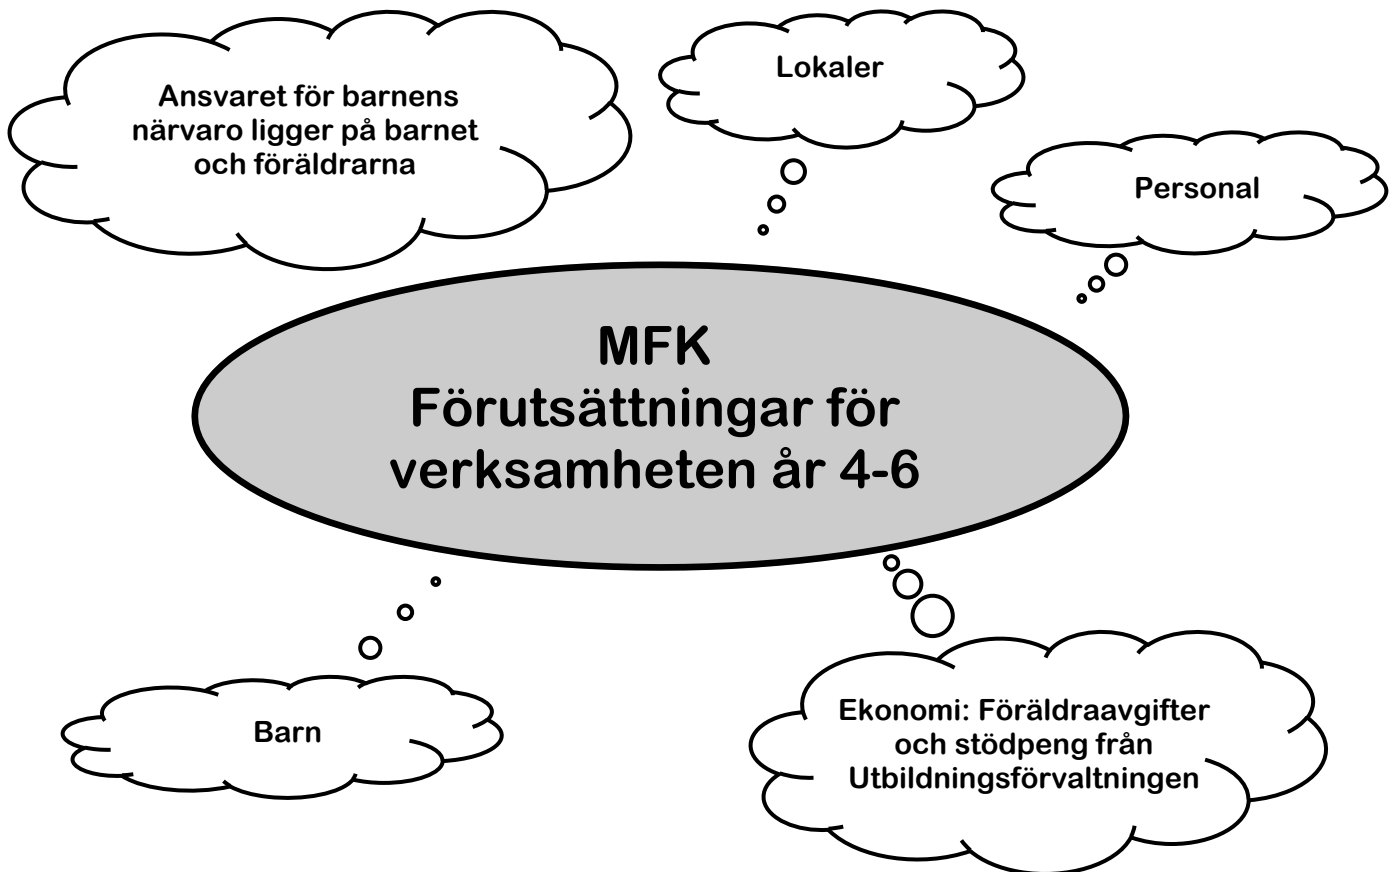 Ansvaret för barnens
närvaro ligger på barnet
och föräldrarna
Lokaler
Personal
MFK
Förutsättningar för
verksamheten år 4-6
Barn
Ekonomi: Föräldraavgifter
och stödpeng från
Utbildningsförvaltningen